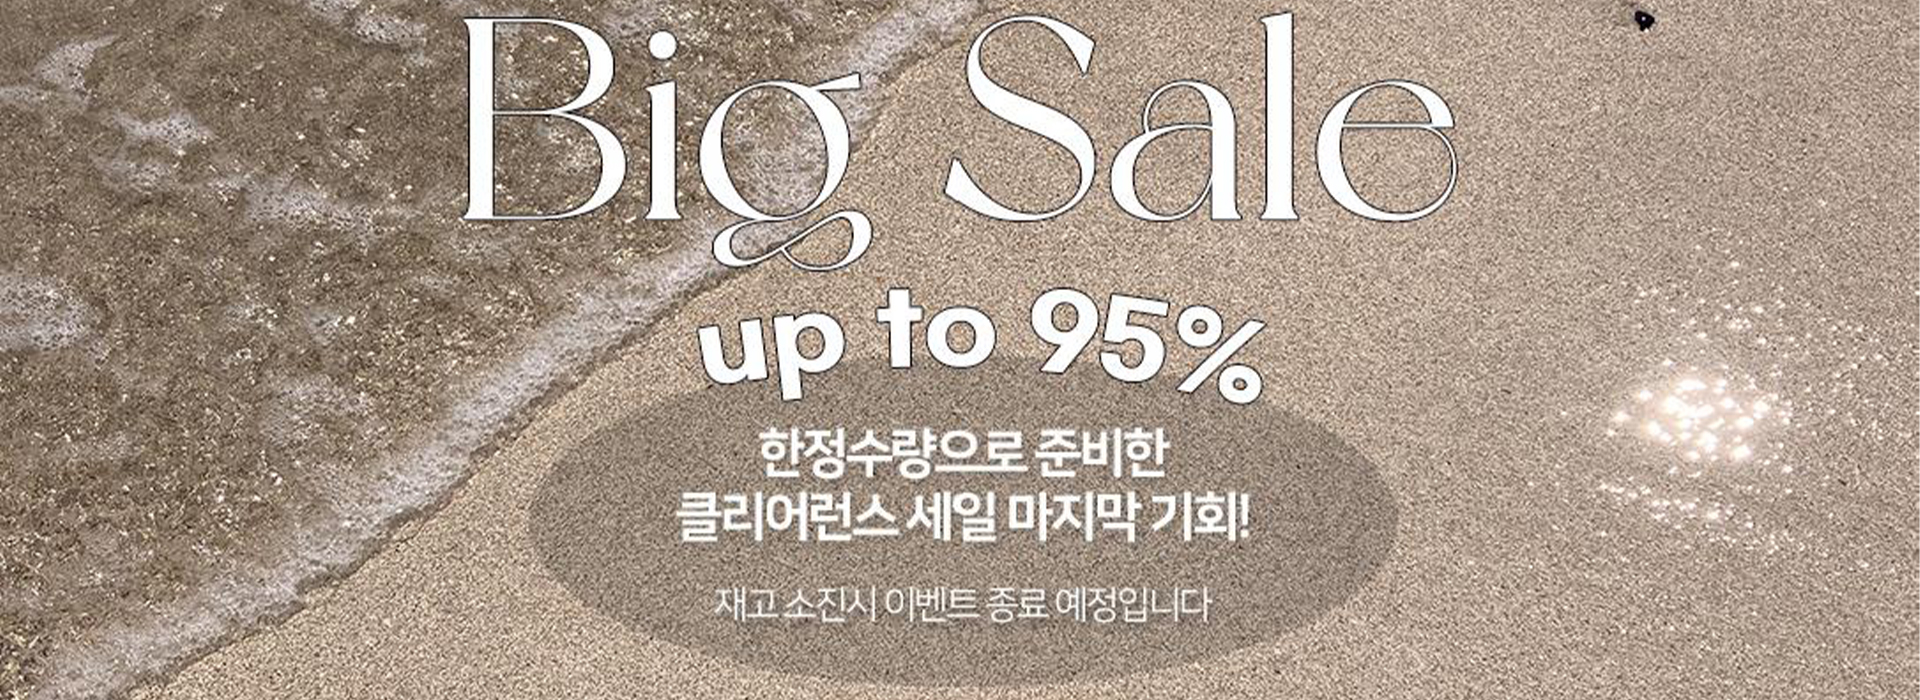 Big Sale
up to 95%
한정수량으로 준비한
클리어런스 세일 마지막 기회!
재고 소진시 이벤트 종료 예정입니다